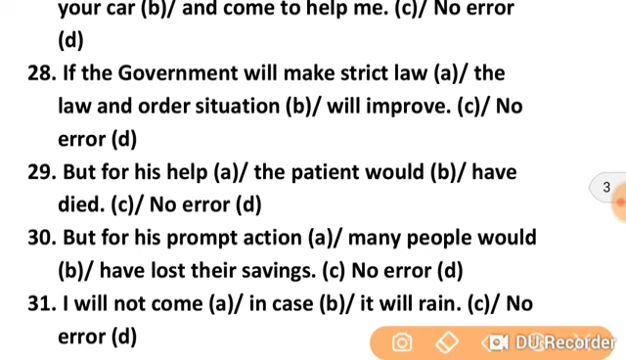 your car (b)/ and come to help me. (c)/ No error
(d)
28. If the Government will make strict law (a)/ the
law and order situation (b)/ will improve. (c)/ No
error (d)
29. But for his help (a)/ the patient would (b)/ have
died. (c)/ No error (d)
30. But for his prompt action (a)/ many people would
(b)/ have lost their savings. (c) No error (d)
31. I will not come (a)/ in case (b)/ it will rain. (c)/ No
error (d)
3
DU Recorder